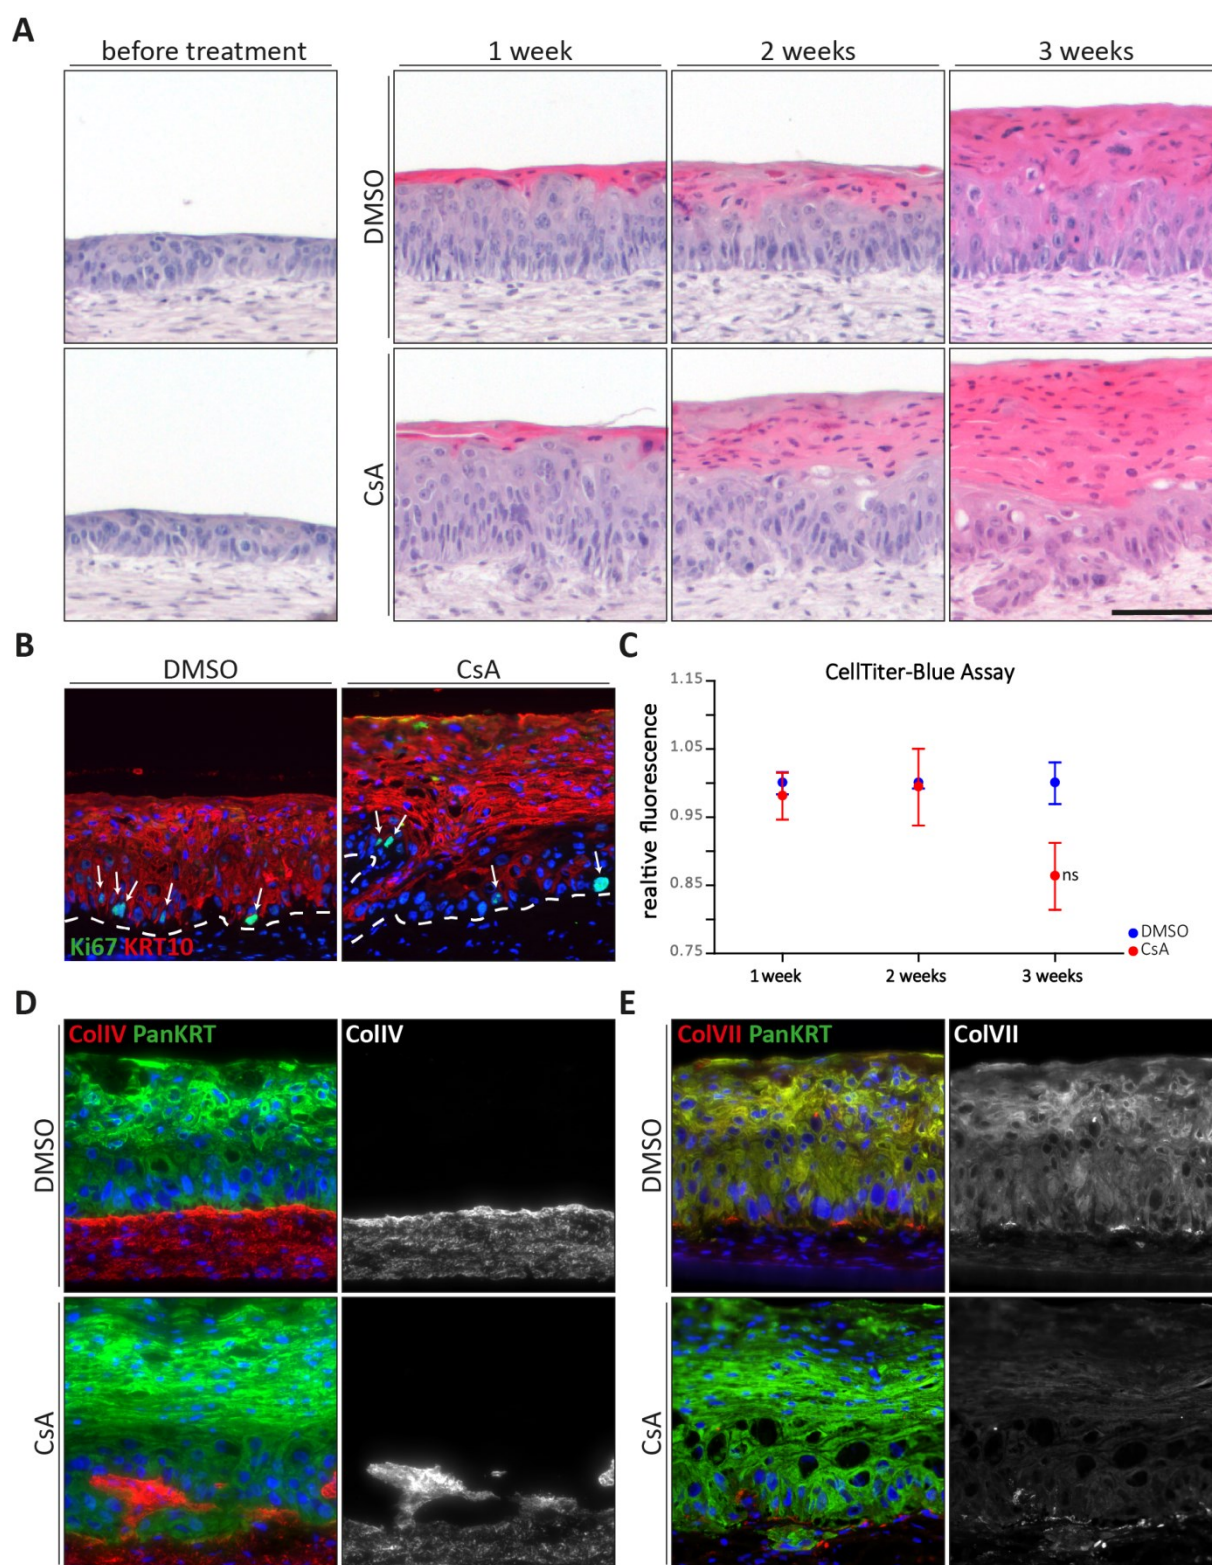 A
before treatment
1 week
2 weeks
3 weeks
DMSO
CsA
B
DMSO
CsA
Ki67 KRT10
C
CellTiter-Blue Assay
realtive fluorescence
1.15
1.05
0.95
0.85
0.75
ns
1 week
2 weeks
3 weeks
DMSO
CsA
D
ColIV PanKRT
ColIV
DMSO
CsA
E
ColVII PanKRT
ColVII
DMSO
CsA